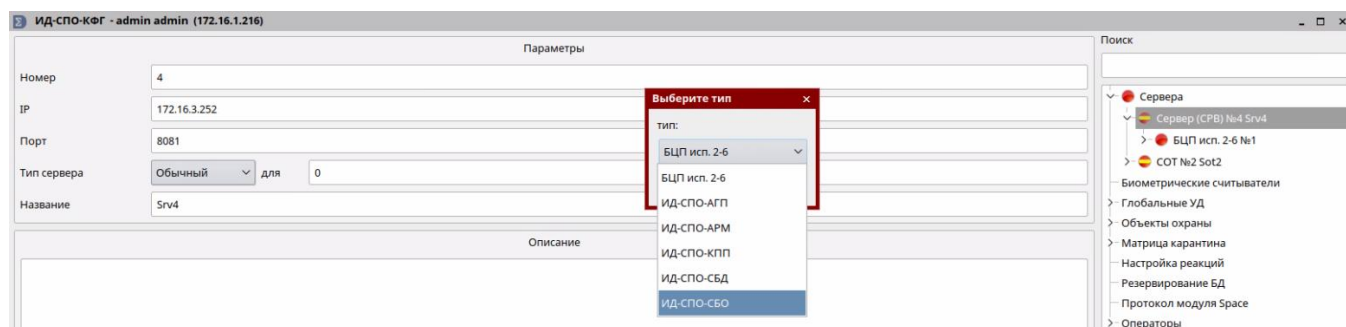 ИД-СПО-КФГ - admin admin (172.16.1.216)
Параметры
Номер 4
IP 172.16.3.252
Порт 8081
Тип сервера Обычный для 0
Название Srv4
Описание
Выберите тип
тип:
БЦП исп. 2-6
БЦП исп. 2-6
ИД-СПО-АГП
ИД-СПО-АРМ
ИД-СПО-КПП
ИД-СПО-СБД
ИД-СПО-СБО
Поиск
Сервера
Сервер (СРВ) №4 Srv4
БЦП исп. 2-6 №1
СОТ №2 Sot2
Биометрические считыватели
Глобальные УД
Объекты охраны
Матрица карантина
Настройка реакций
Резервирование БД
Протокол модуля Space
Операторы